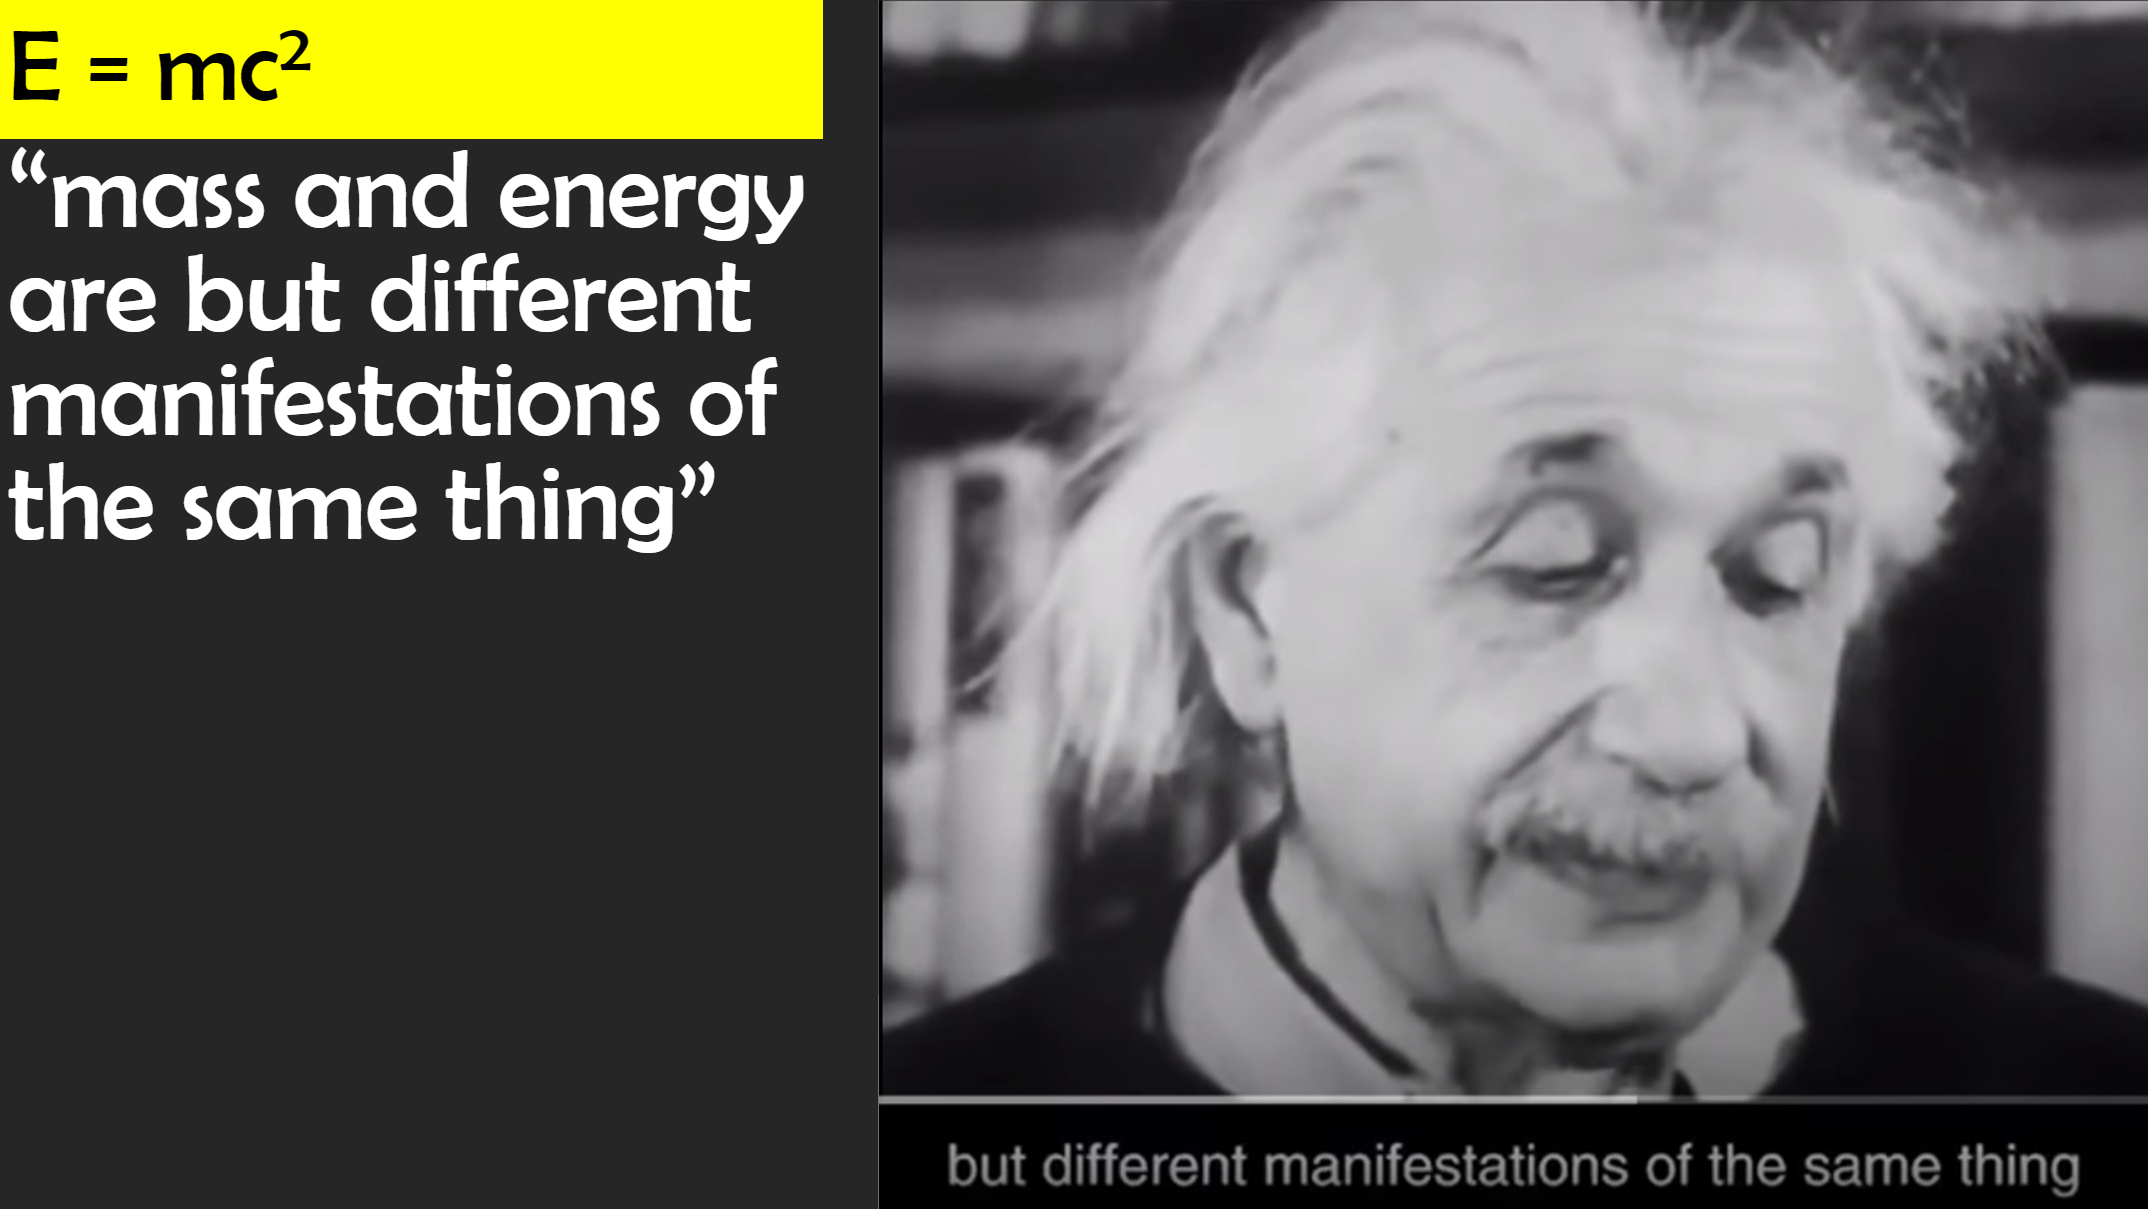 E = mc²
“mass and energy
are but different
manifestations of
the same thing”
but different manifestations of the same thing